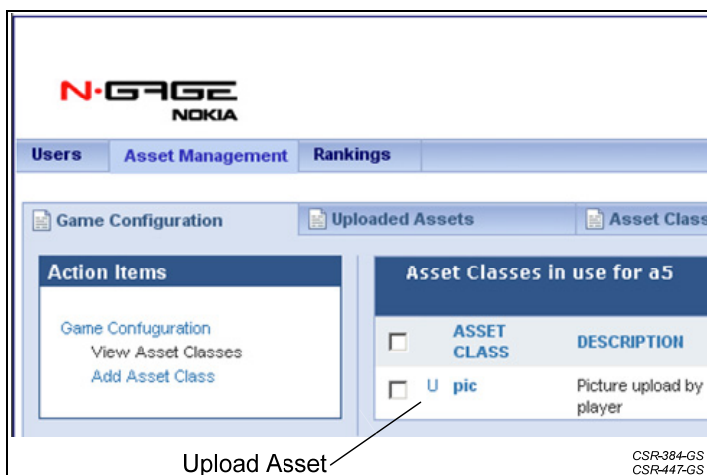 N·GAGE
NOKIA
Users Asset Management Rankings
Game Configuration Uploaded Assets Asset Class
Action Items
Game Confuguration
View Asset Classes
Add Asset Class
Asset Classes in use for a5
ASSET CLASS DESCRIPTION
U pic Picture upload by player
Upload Asset
CSR-384-GS
CSR-447-GS